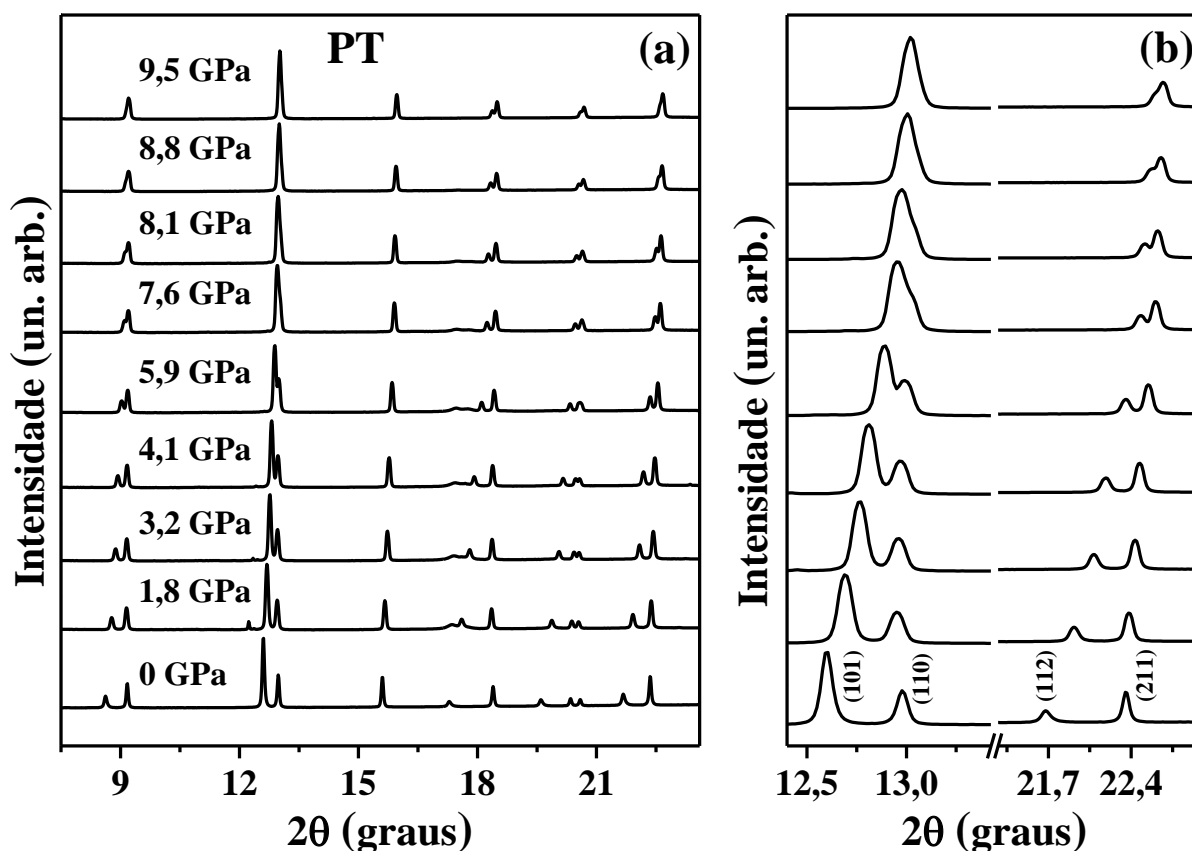 PT
(a)
9,5 GPa
8,8 GPa
8,1 GPa
7,6 GPa
5,9 GPa
4,1 GPa
3,2 GPa
1,8 GPa
0 GPa
Intensidade (un. arb.)
9 12 15 18 21
2θ (graus)
(b)
(101)
(110)
(112)
(211)
Intensidade (un. arb.)
12,5 13,0 21,7 22,4
2θ (graus)